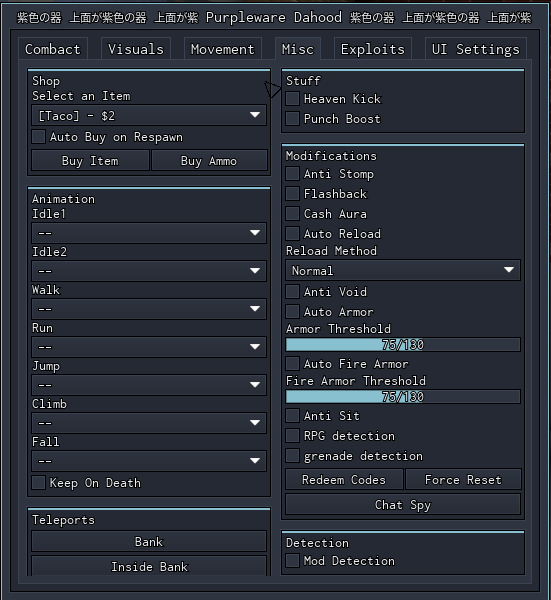 紫色の器 上面が紫色の器 上面が紫 Purpleware Dahood 紫色の器 上面が紫色の器 上面が紫
Combact Visuals Movement Misc Exploits UI Settings
Shop
Select an Item
[Taco] - $2
Auto Buy on Respawn
Buy Item Buy Ammo
Animation
Idle1
--
Idle2
--
Walk
--
Run
--
Jump
--
Climb
--
Fall
--
Keep On Death
Teleports
Bank
Inside Bank
Stuff
Heaven Kick
Punch Boost
Modifications
Anti Stomp
Flashback
Cash Aura
Auto Reload
Reload Method
Normal
Anti Void
Auto Armor
Armor Threshold
75/130
Auto Fire Armor
Fire Armor Threshold
75/130
Anti Sit
RPG detection
grenade detection
Redeem Codes Force Reset
Chat Spy
Detection
Mod Detection